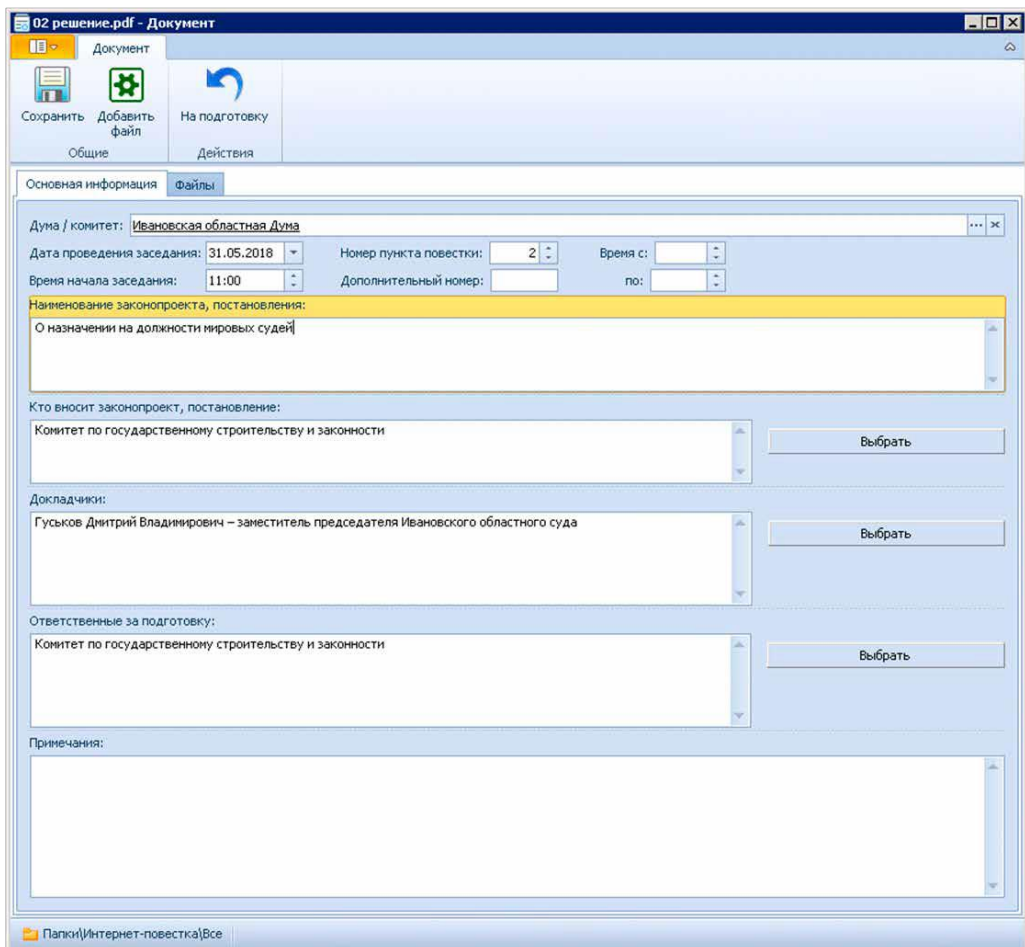 02 решение.pdf - Документ
Документ
Сохранить Добавить файл На подготовку
Общие Действия
Основная информация Файлы
Дума / комитет: Ивановская областная Дума ...
Дата проведения заседания: 31.05.2018 Номер пункта повестки: 2 Время с:
Время начала заседания: 11:00 Дополнительный номер: по:
Наименование законопроекта, постановления:
О назначении на должности мировых судей
Кто вносит законопроект, постановление:
Комитет по государственному строительству и законности
Выбрать
Докладчики:
Гуськов Дмитрий Владимирович – заместитель председателя Ивановского областного суда
Выбрать
Ответственные за подготовку:
Комитет по государственному строительству и законности
Выбрать
Примечания:
Папки\Интернет-повестка\Все